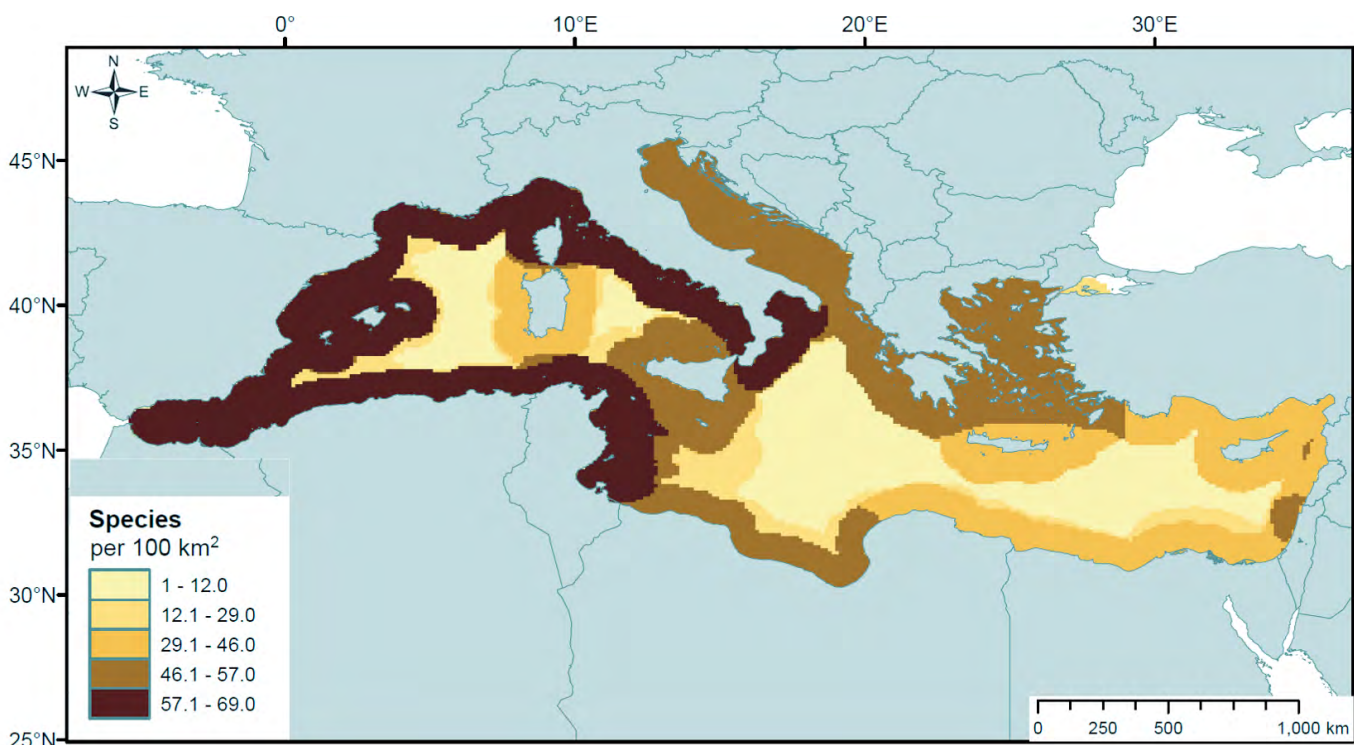 0° 10°E 20°E 30°E
N
W E
S
45°N
40°N
35°N
30°N
25°N
Species
per 100 km²
1 - 12.0
12.1 - 29.0
29.1 - 46.0
46.1 - 57.0
57.1 - 69.0
0 250 500 1,000 km